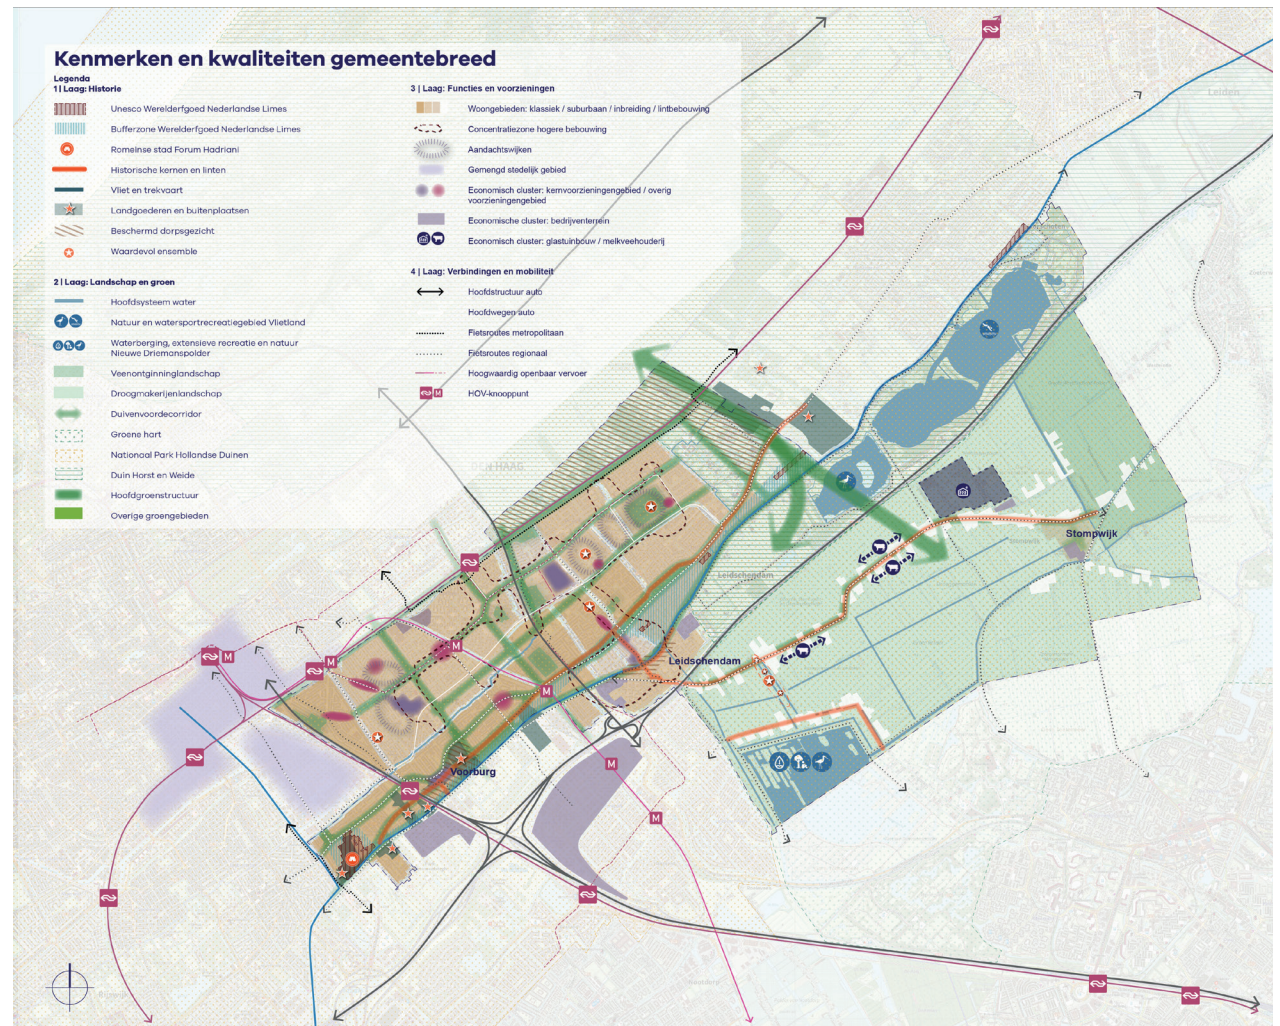 Kenmerken en kwaliteiten gemeentebreed
Legenda
1 | Laag: Historie
Unesco Werelderfgoed Nederlandse Limes
Bufferzone Werelderfgoed Nederlandse Limes
Romeinse stad Forum Hadriani
Historische kernen en linten
Vliet en trekvaart
Landgoederen en buitenplaatsen
Beschermd dorpsgezicht
Waardevol ensemble
2 | Laag: Landschap en groen
Hoofdsysteem water
Natuur en watersportrecreatiegebied Vlietland
Waterberging, extensieve recreatie en natuur
Nieuwe Driemanspolder
Veenontginninglandschap
Droogmakerijenlandschap
Duivenvoordecorridor
Groene hart
Nationaal Park Hollandse Duinen
Duin Horst en Weide
Hoofdgroenstructuur
Overige groengebieden
3 | Laag: Functies en voorzieningen
Woongebieden: klassiek / suburbaan / inbreiding / lintbebouwing
Concentratiezone hogere bebouwing
Aandachtswijken
Gemengd stedelijk gebied
Economisch cluster: kernvoorzieningengebied / overig
voorzieningengebied
Economische cluster: bedrijventerrein
Economisch cluster: glastuinbouw / melkveehouderij
4 | Laag: Verbindingen en mobiliteit
Hoofdstructuur auto
Hoofdwegen auto
Fietsroutes metropolitaan
Fietsroutes regionaal
Hoogwaardig openbaar vervoer
M
HOV-knooppunt
Leiden
DEN HAAG
Stompwijk
Leidschendam
Leidschendam
M
M
M
M
Voorburg
M
M
Rijswijk